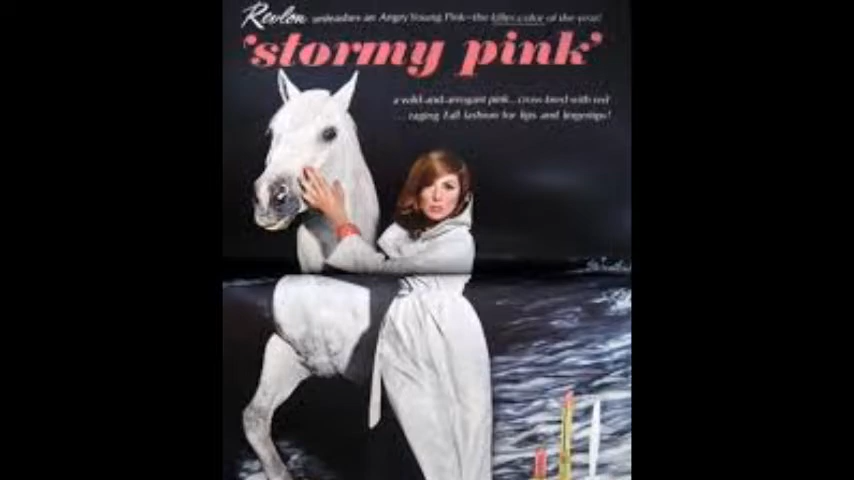 Revlon unleashes an Angry Young Pink—the killer-color of the year!
'stormy pink'
a wild-and-arrogant pink... cross-bred with red
...raging Fall fashion for lips and fingertips!